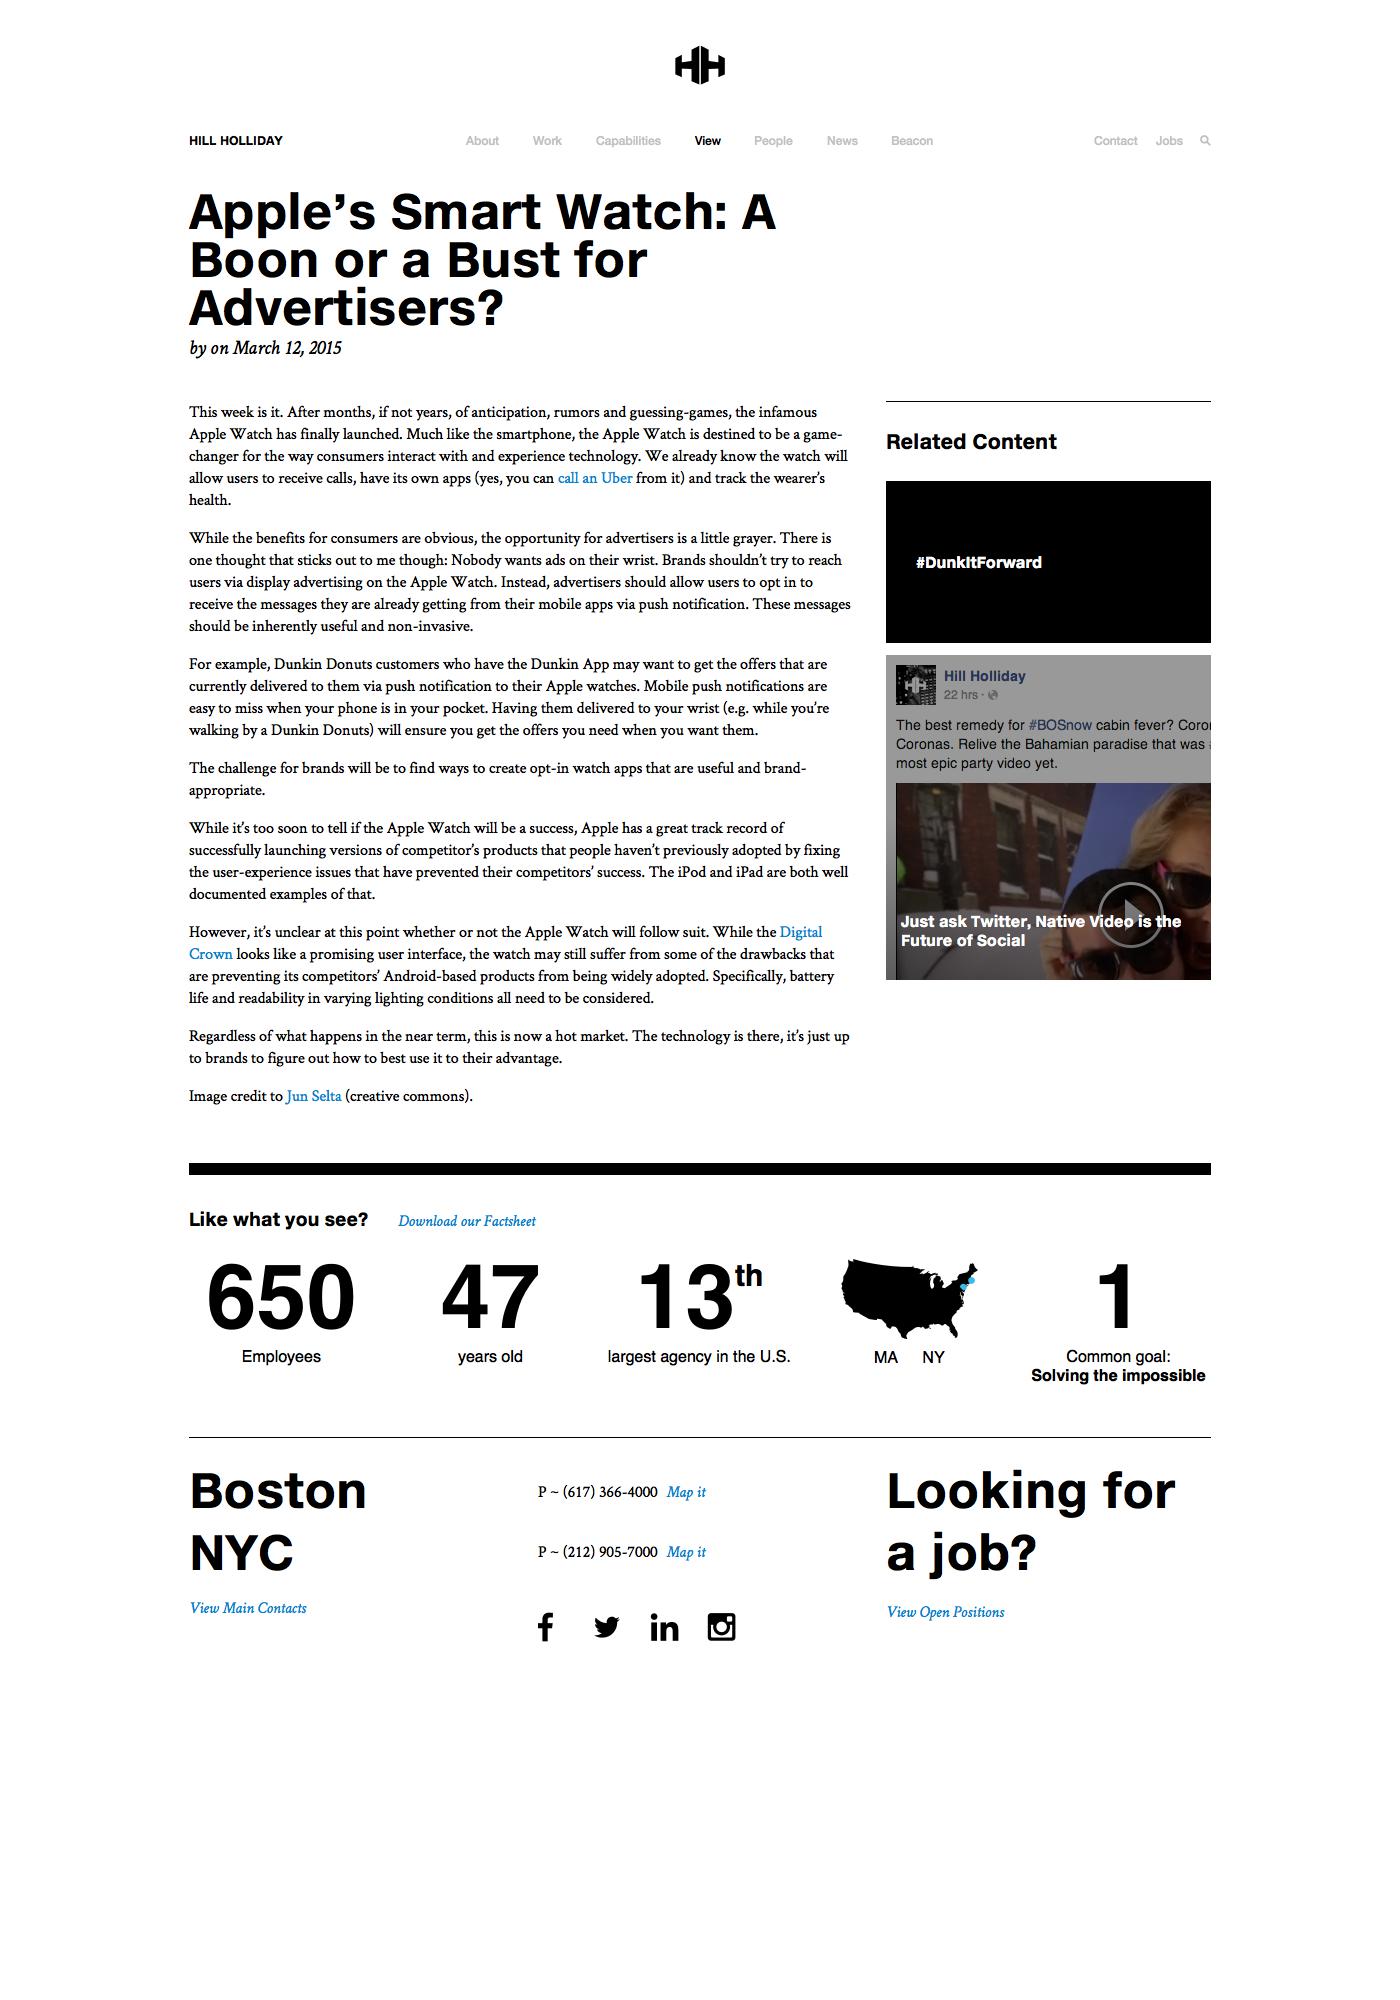 HILL HOLLIDAY
About Work Capabilities View People News Beacon
Contact Jobs
Apple’s Smart Watch: A
Boon or a Bust for
Advertisers?
by on March 12, 2015
This week is it. After months, if not years, of anticipation, rumors and guessing-games, the infamous
Apple Watch has finally launched. Much like the smartphone, the Apple Watch is destined to be a game-
changer for the way consumers interact with and experience technology. We already know the watch will
allow users to receive calls, have its own apps (yes, you can call an Uber from it) and track the wearer’s
health.
While the benefits for consumers are obvious, the opportunity for advertisers is a little grayer. There is
one thought that sticks out to me though: Nobody wants ads on their wrist. Brands shouldn’t try to reach
users via display advertising on the Apple Watch. Instead, advertisers should allow users to opt in to
receive the messages they are already getting from their mobile apps via push notification. These messages
should be inherently useful and non-invasive.
For example, Dunkin Donuts customers who have the Dunkin App may want to get the offers that are
currently delivered to them via push notification to their Apple watches. Mobile push notifications are
easy to miss when your phone is in your pocket. Having them delivered to your wrist (e.g. while you’re
walking by a Dunkin Donuts) will ensure you get the offers you need when you want them.
The challenge for brands will be to find ways to create opt-in watch apps that are useful and brand-
appropriate.
While it’s too soon to tell if the Apple Watch will be a success, Apple has a great track record of
successfully launching versions of competitor’s products that people haven’t previously adopted by fixing
the user-experience issues that have prevented their competitors’ success. The iPod and iPad are both well
documented examples of that.
However, it’s unclear at this point whether or not the Apple Watch will follow suit. While the Digital
Crown looks like a promising user interface, the watch may still suffer from some of the drawbacks that
are preventing its competitors’ Android-based products from being widely adopted. Specifically, battery
life and readability in varying lighting conditions all need to be considered.
Regardless of what happens in the near term, this is now a hot market. The technology is there, it’s just up
to brands to figure out how to best use it to their advantage.
Image credit to Jun Selta (creative commons).
Related Content
#DunkItForward
Hill Holliday
22 hrs ·
The best remedy for #BOSnow cabin fever? Coro
Coronas. Relive the Bahamian paradise that was
most epic party video yet.
Just ask Twitter, Native Video is the
Future of Social
Like what you see? Download our Factsheet
650
Employees
47
years old
13th
largest agency in the U.S.
MA NY
1
Common goal:
Solving the impossible
Boston
NYC
View Main Contacts
P ~ (617) 366-4000 Map it
P ~ (212) 905-7000 Map it
Looking for
a job?
View Open Positions